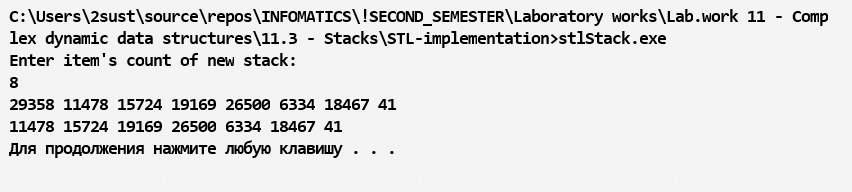 C:\Users\2sust\source\repos\INFOMATICS\!SECOND_SEMESTER\Laboratory works\Lab.work 11 - Comp
lex dynamic data structures\11.3 - Stacks\STL-implementation>stlStack.exe
Enter item's count of new stack:
8
29358 11478 15724 19169 26500 6334 18467 41
11478 15724 19169 26500 6334 18467 41
Для продолжения нажмите любую клавишу . . .